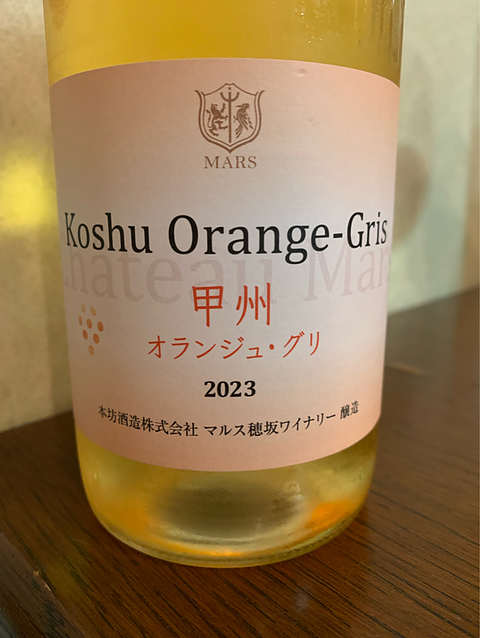 MARS
Koshu Orange-Gris
Chateau Mars
甲州
オランジュ・グリ
2023
本坊酒造株式会社 マルス穂坂ワイナリー 醸造